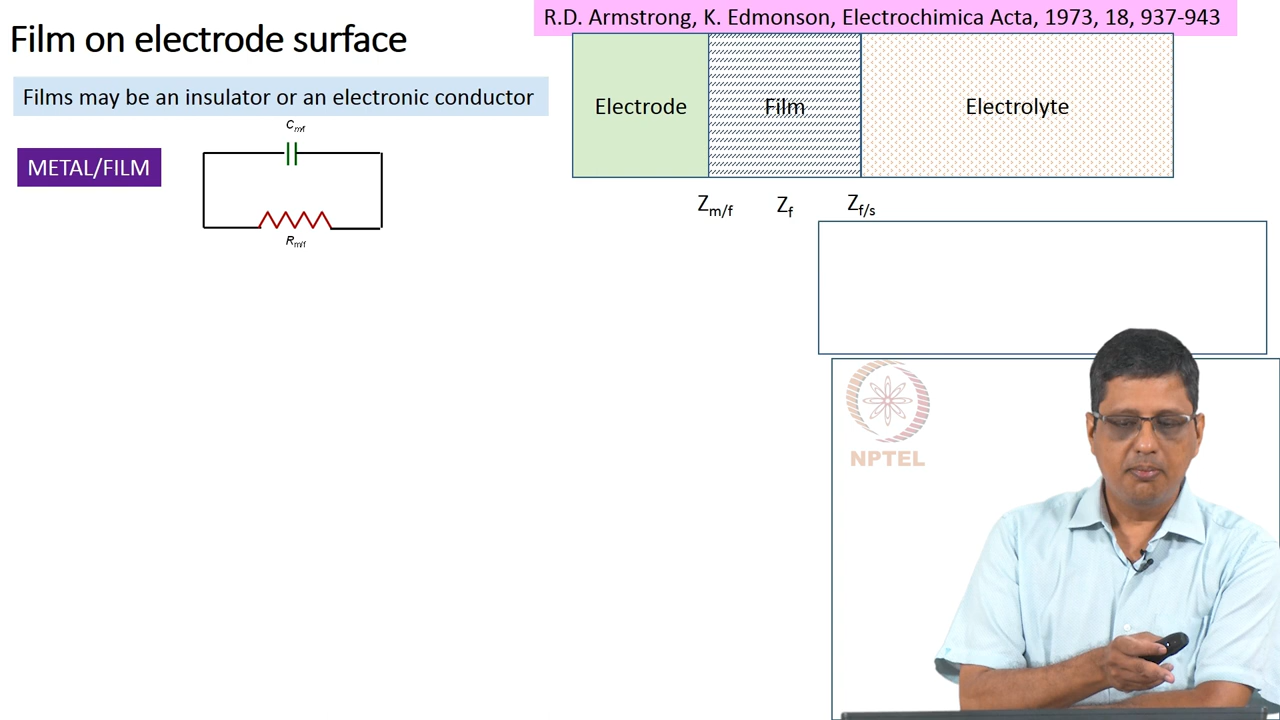 R.D. Armstrong, K. Edmonson, Electrochimica Acta, 1973, 18, 937-943
Film on electrode surface
Films may be an insulator or an electronic conductor
Electrode
Film
Electrolyte
METAL/FILM
Cm/f
Rm/f
Zm/f
Zf
Zf/s
NPTEL